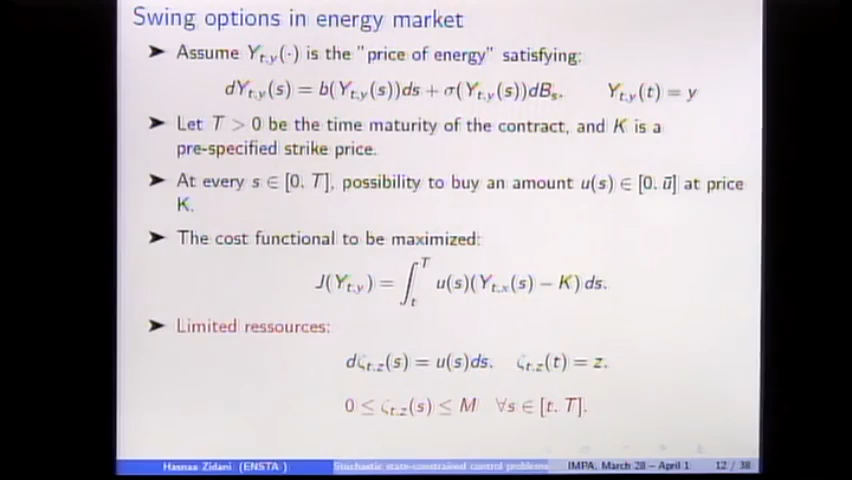 Swing options in energy market
➤ Assume Y_{t,y}(·) is the "price of energy" satisfying:
dY_{t,y}(s) = b(Y_{t,y}(s))ds + σ(Y_{t,y}(s))dB_s. Y_{t,y}(t) = y
➤ Let T > 0 be the time maturity of the contract, and K is a
pre-specified strike price.
➤ At every s ∈ [0, T], possibility to buy an amount u(s) ∈ [0, ū] at price
K.
➤ The cost functional to be maximized:
J(Y_{t,y}) = ∫_t^T u(s)(Y_{t,x}(s) − K) ds.
➤ Limited ressources:
dζ_{t,z}(s) = u(s)ds. ζ_{t,z}(t) = z.
0 ≤ ζ_{t,z}(s) ≤ M ∀s ∈ [t, T].
Hasnaa Zidani (ENSTA ) Stochastic state-constrained control problems IMPA, March 28 – April 1 12 / 38